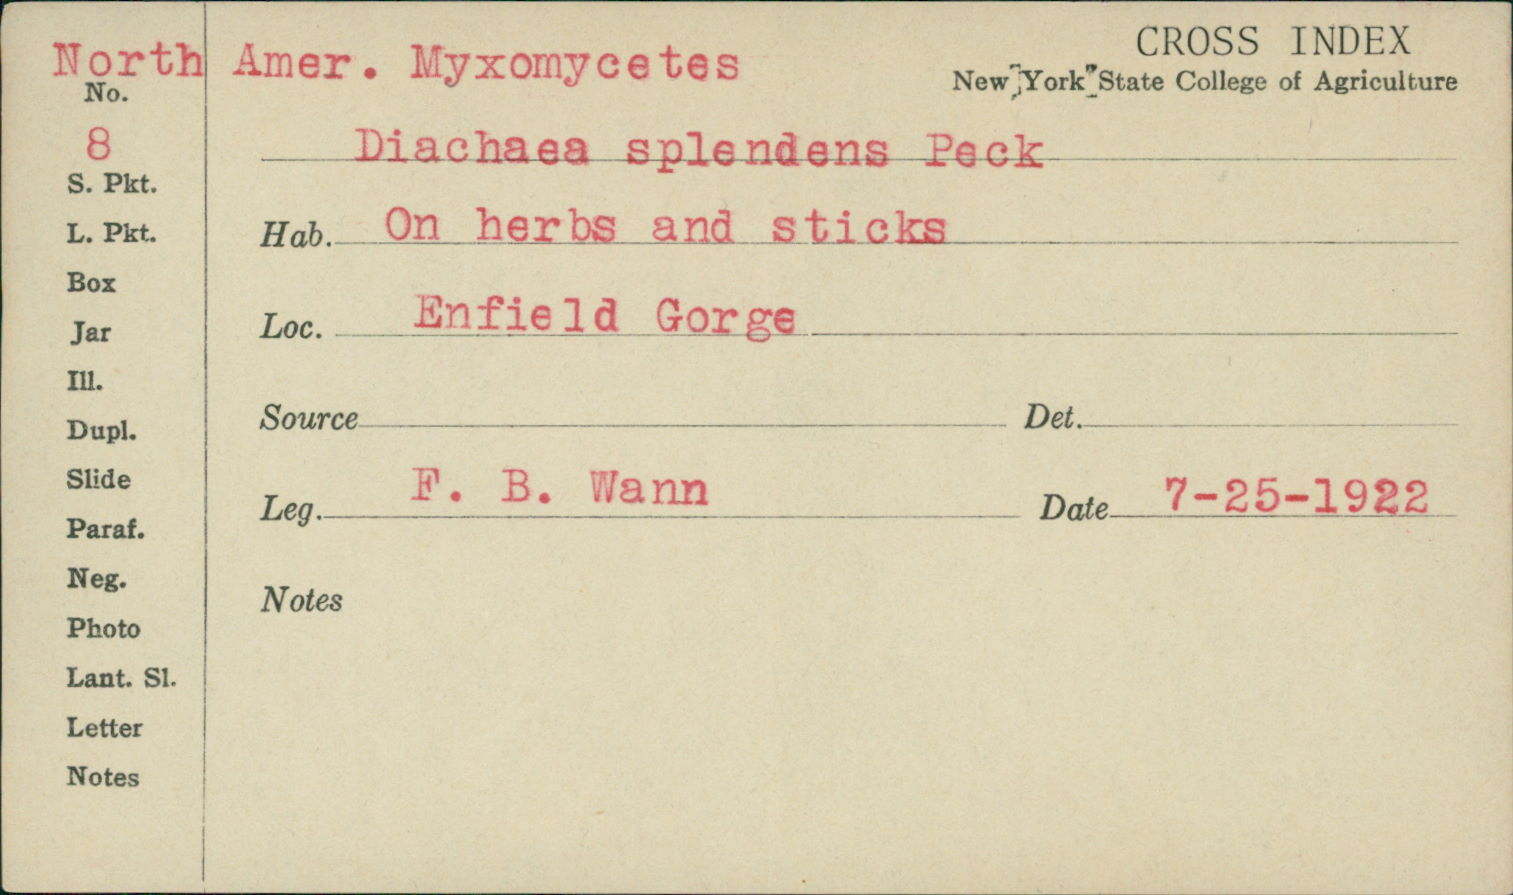 CROSS INDEX
North Amer. Myxomycetes
New York State College of Agriculture
No.
8
Diachaea splendens Peck
S. Pkt.
L. Pkt.
Hab. On herbs and sticks
Box
Loc. Enfield Gorge
Jar
Ill.
Source
Det.
Dupl.
Slide
Leg. F. B. Wann
Date 7-25-1922
Paraf.
Neg.
Notes
Photo
Lant. Sl.
Letter
Notes